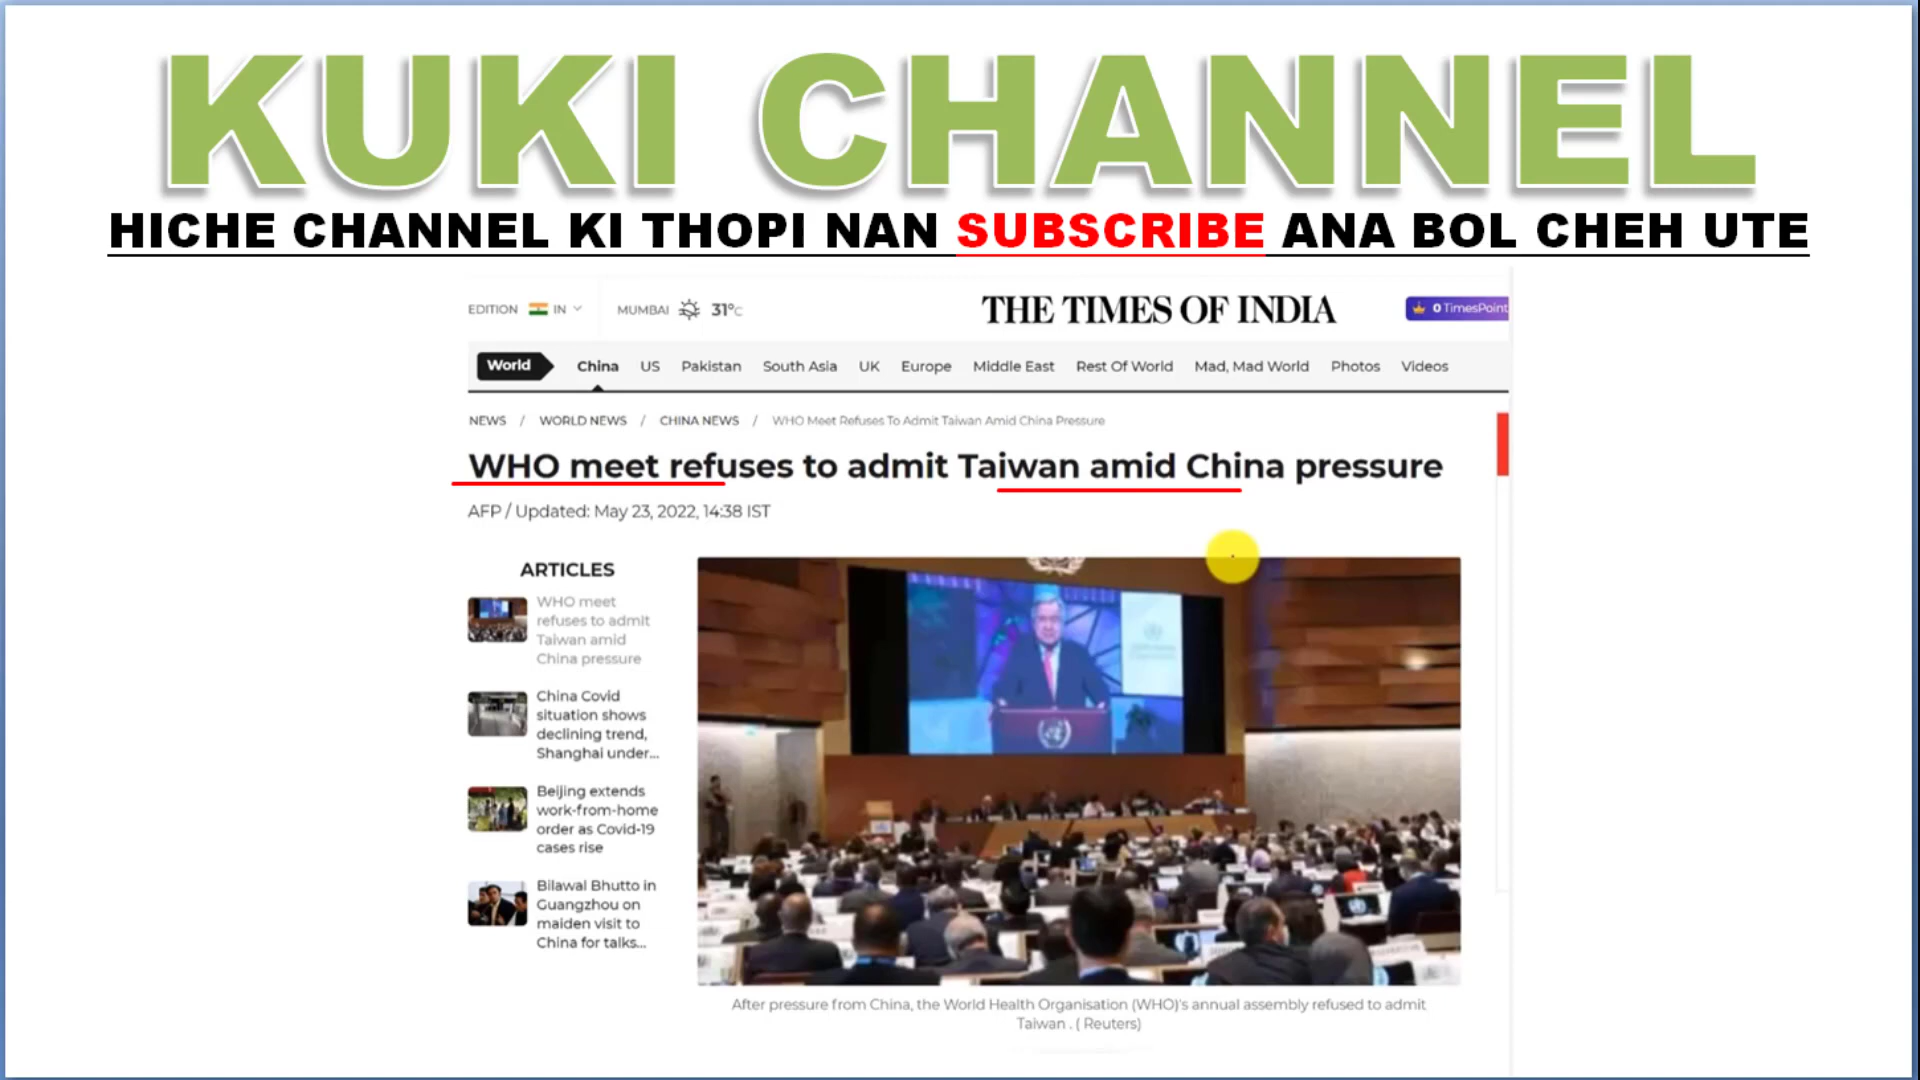 KUKI CHANNEL
HICHE CHANNEL KI THOPI NAN SUBSCRIBE ANA BOL CHEH UTE
EDITION IN MUMBAI 31°C THE TIMES OF INDIA 0 TimesPoint
World China US Pakistan South Asia UK Europe Middle East Rest Of World Mad, Mad World Photos Videos
NEWS / WORLD NEWS / CHINA NEWS / WHO Meet Refuses To Admit Taiwan Amid China Pressure
WHO meet refuses to admit Taiwan amid China pressure
AFP / Updated: May 23, 2022, 14:38 IST
ARTICLES
WHO meet
refuses to admit
Taiwan amid
China pressure
China Covid
situation shows
declining trend,
Shanghai under...
Beijing extends
work-from-home
order as Covid-19
cases rise
Bilawal Bhutto in
Guangzhou on
maiden visit to
China for talks...
After pressure from China, the World Health Organisation (WHO)'s annual assembly refused to admit
Taiwan . ( Reuters)